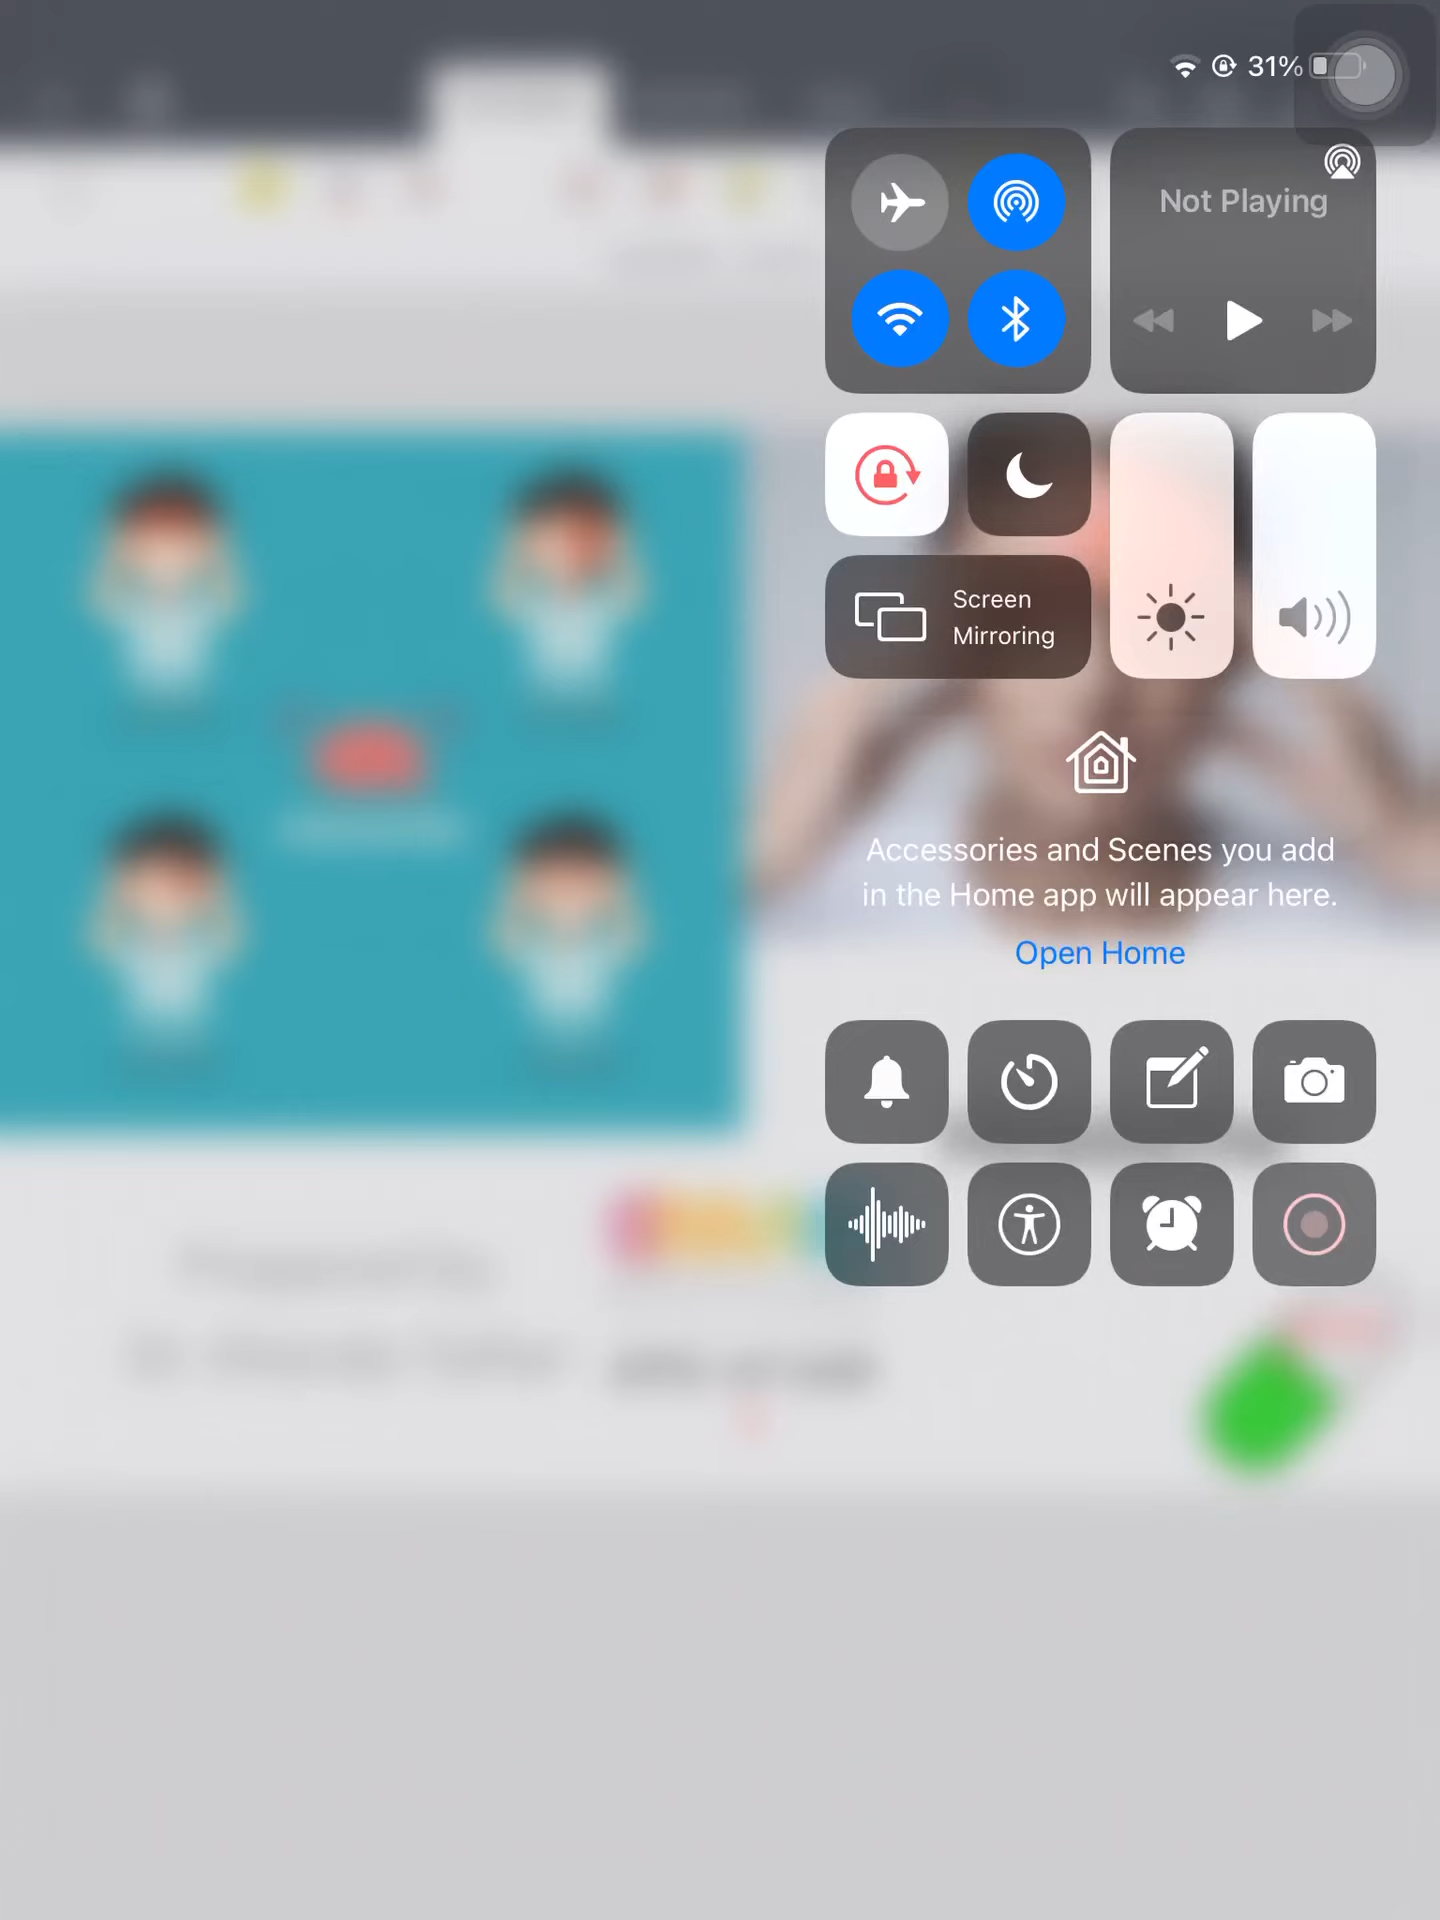 31%
Not Playing
Screen
Mirroring
Accessories and Scenes you add
in the Home app will appear here.
Open Home